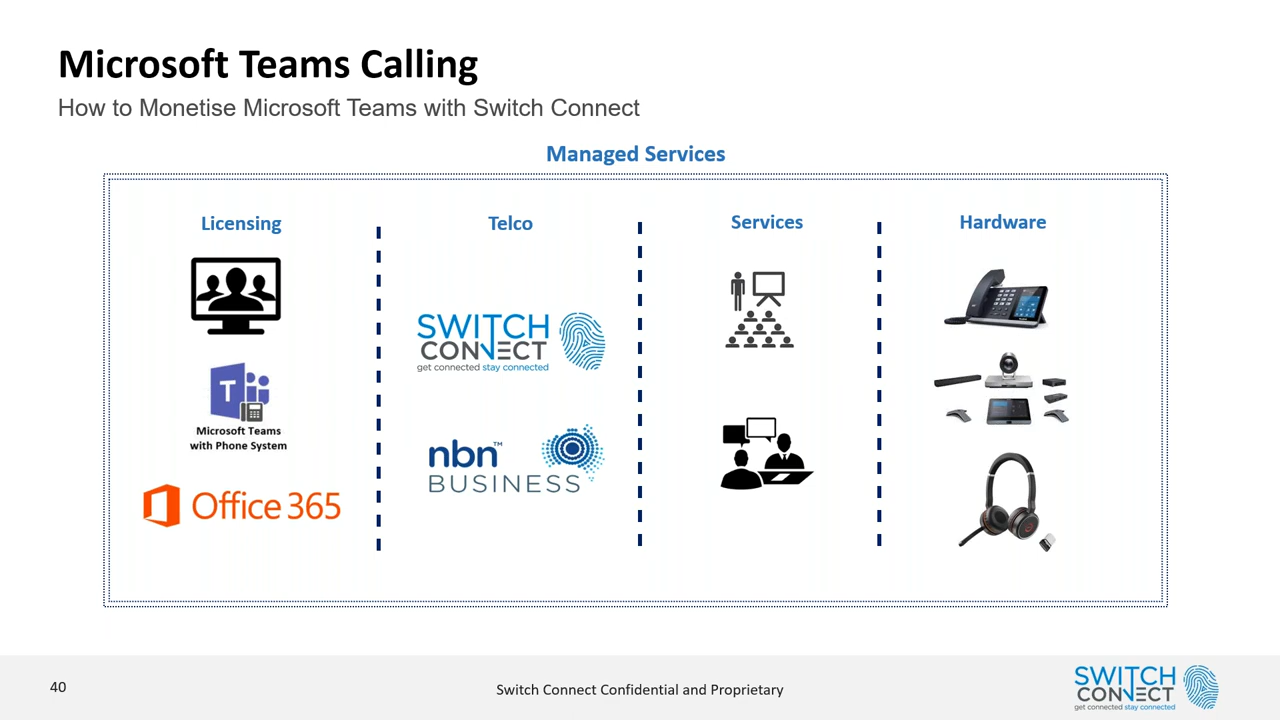 Microsoft Teams Calling
How to Monetise Microsoft Teams with Switch Connect
Managed Services
Licensing
Telco
Services
Hardware
T
Microsoft Teams
with Phone System
Office 365
SWITCH
CONNECT
get connected stay connected
nbn™
BUSINESS
40
Switch Connect Confidential and Proprietary
SWITCH
CONNECT
get connected stay connected